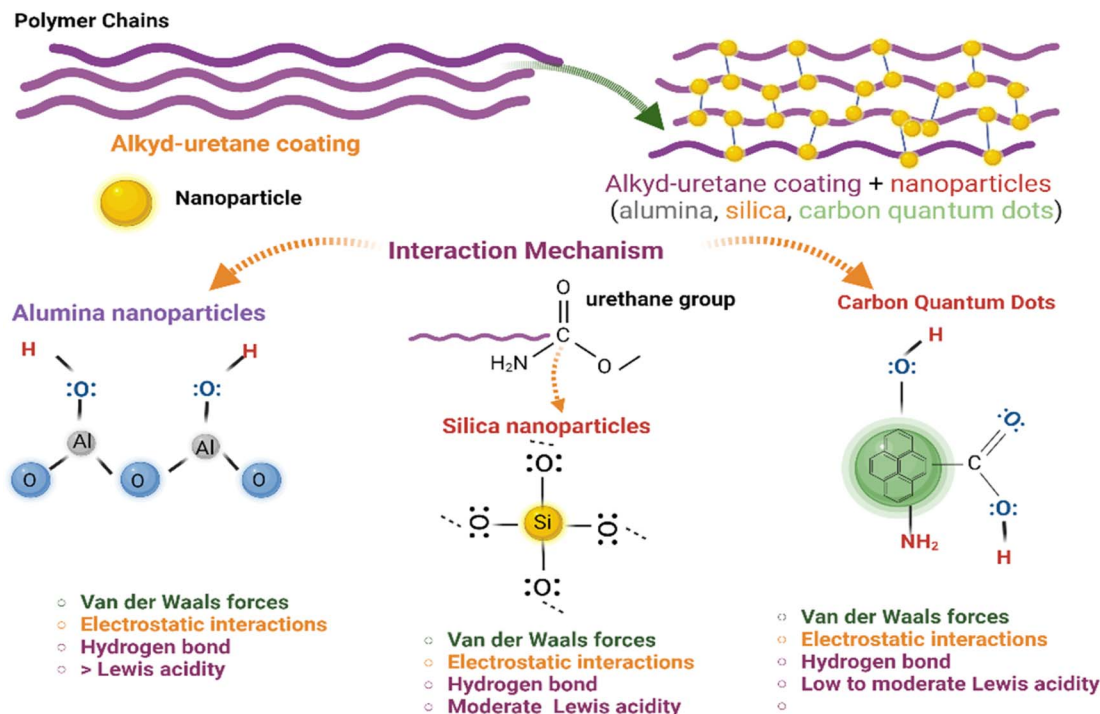 Polymer Chains
Alkyd-uretane coating
Nanoparticle
Alkyd-uretane coating + nanoparticles
(alumina, silica, carbon quantum dots)
Interaction Mechanism
Alumina nanoparticles
H H
:O: :O:
Al Al
O O O
urethane group
O
C
H₂N O
Silica nanoparticles
:O:
:O: Si :O:
:O:
Carbon Quantum Dots
H
:O:
O:
C
:O:
NH₂
H
Van der Waals forces
Electrostatic interactions
Hydrogen bond
> Lewis acidity
Van der Waals forces
Electrostatic interactions
Hydrogen bond
Moderate Lewis acidity
Van der Waals forces
Electrostatic interactions
Hydrogen bond
Low to moderate Lewis acidity